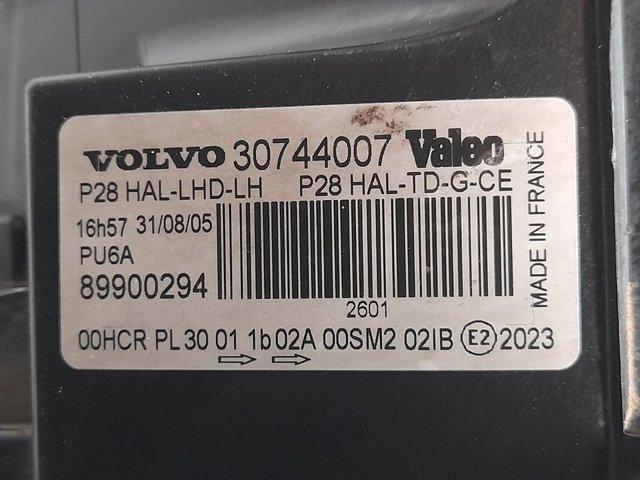 VOLVO 30744007 Valeo
P28 HAL-LHD-LH P28 HAL-TD-G-CE
16h57 31/08/05
PU6A
89900294
2601
00HCR PL 30 01 1b 02A 00SM2 02IB E2 2023
MADE IN FRANCE